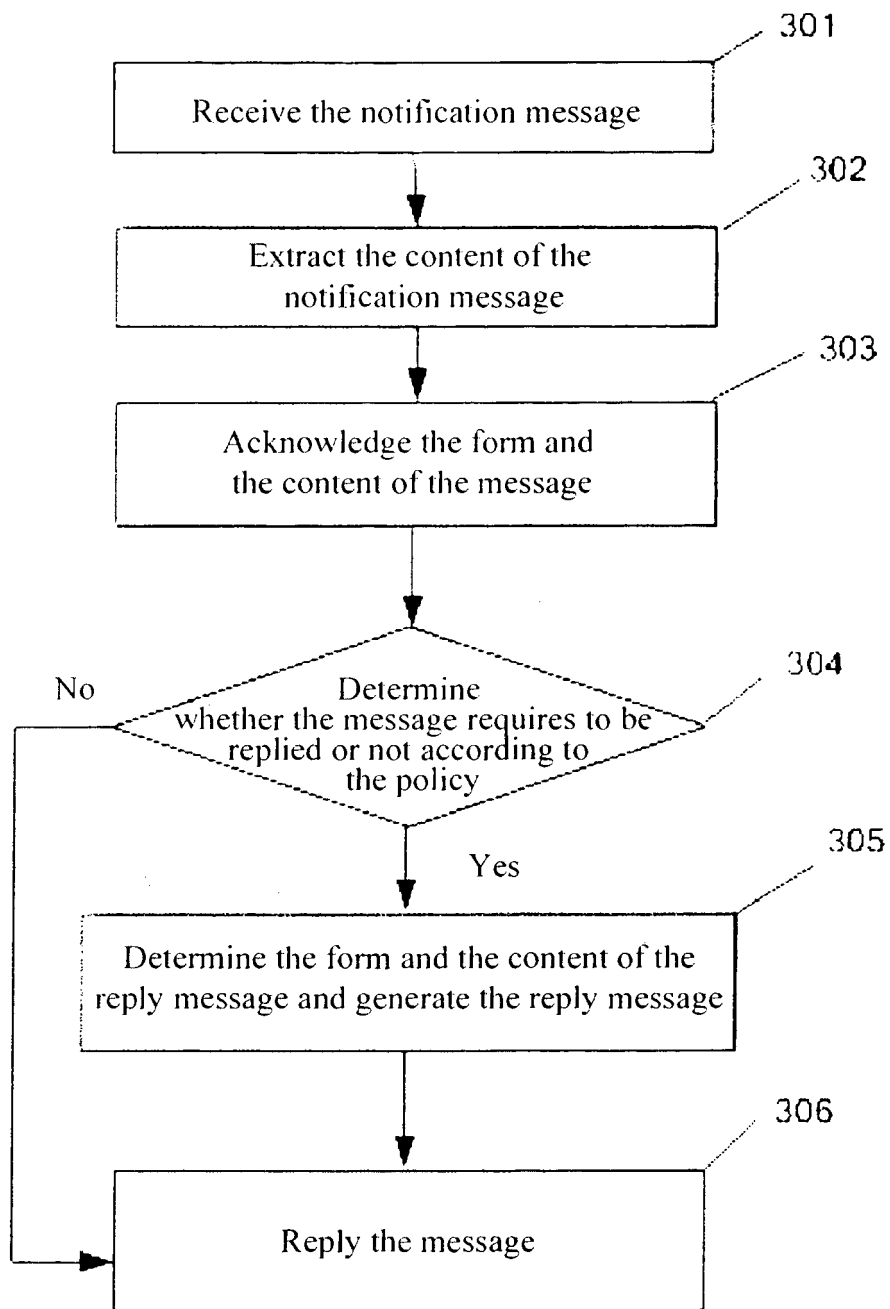 301
Receive the notification message
302
Extract the content of the
notification message
303
Acknowledge the form and
the content of the message
304
No
Determine
whether the message requires to be
replied or not according to
the policy
305
Yes
Determine the form and the content of the
reply message and generate the reply message
306
Reply the message